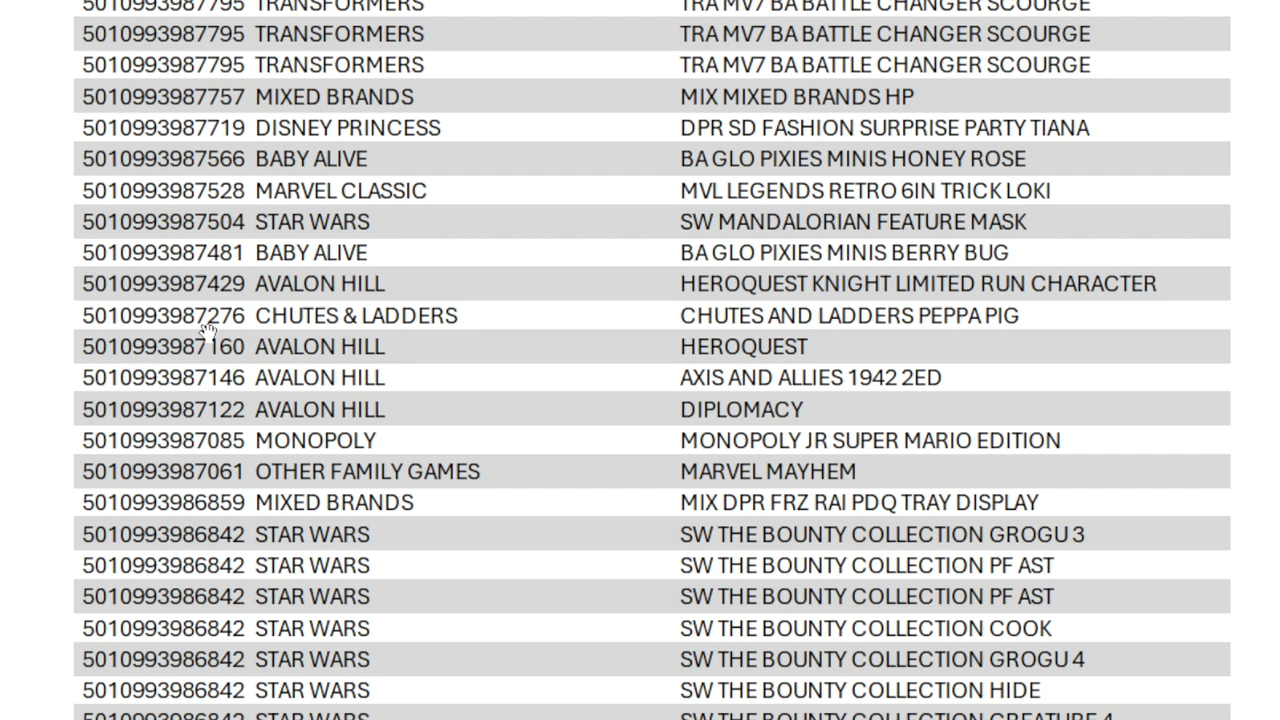 5010993987795 TRANSFORMERS TRA MV7 BA BATTLE CHANGER SCOURGE
5010993987795 TRANSFORMERS TRA MV7 BA BATTLE CHANGER SCOURGE
5010993987795 TRANSFORMERS TRA MV7 BA BATTLE CHANGER SCOURGE
5010993987757 MIXED BRANDS MIX MIXED BRANDS HP
5010993987719 DISNEY PRINCESS DPR SD FASHION SURPRISE PARTY TIANA
5010993987566 BABY ALIVE BA GLO PIXIES MINIS HONEY ROSE
5010993987528 MARVEL CLASSIC MVL LEGENDS RETRO 6IN TRICK LOKI
5010993987504 STAR WARS SW MANDALORIAN FEATURE MASK
5010993987481 BABY ALIVE BA GLO PIXIES MINIS BERRY BUG
5010993987429 AVALON HILL HEROQUEST KNIGHT LIMITED RUN CHARACTER
5010993987276 CHUTES & LADDERS CHUTES AND LADDERS PEPPA PIG
5010993987160 AVALON HILL HEROQUEST
5010993987146 AVALON HILL AXIS AND ALLIES 1942 2ED
5010993987122 AVALON HILL DIPLOMACY
5010993987085 MONOPOLY MONOPOLY JR SUPER MARIO EDITION
5010993987061 OTHER FAMILY GAMES MARVEL MAYHEM
5010993986859 MIXED BRANDS MIX DPR FRZ RAI PDQ TRAY DISPLAY
5010993986842 STAR WARS SW THE BOUNTY COLLECTION GROGU 3
5010993986842 STAR WARS SW THE BOUNTY COLLECTION PF AST
5010993986842 STAR WARS SW THE BOUNTY COLLECTION PF AST
5010993986842 STAR WARS SW THE BOUNTY COLLECTION COOK
5010993986842 STAR WARS SW THE BOUNTY COLLECTION GROGU 4
5010993986842 STAR WARS SW THE BOUNTY COLLECTION HIDE
5010993986842 STAR WARS SW THE BOUNTY COLLECTION CREATURE 4